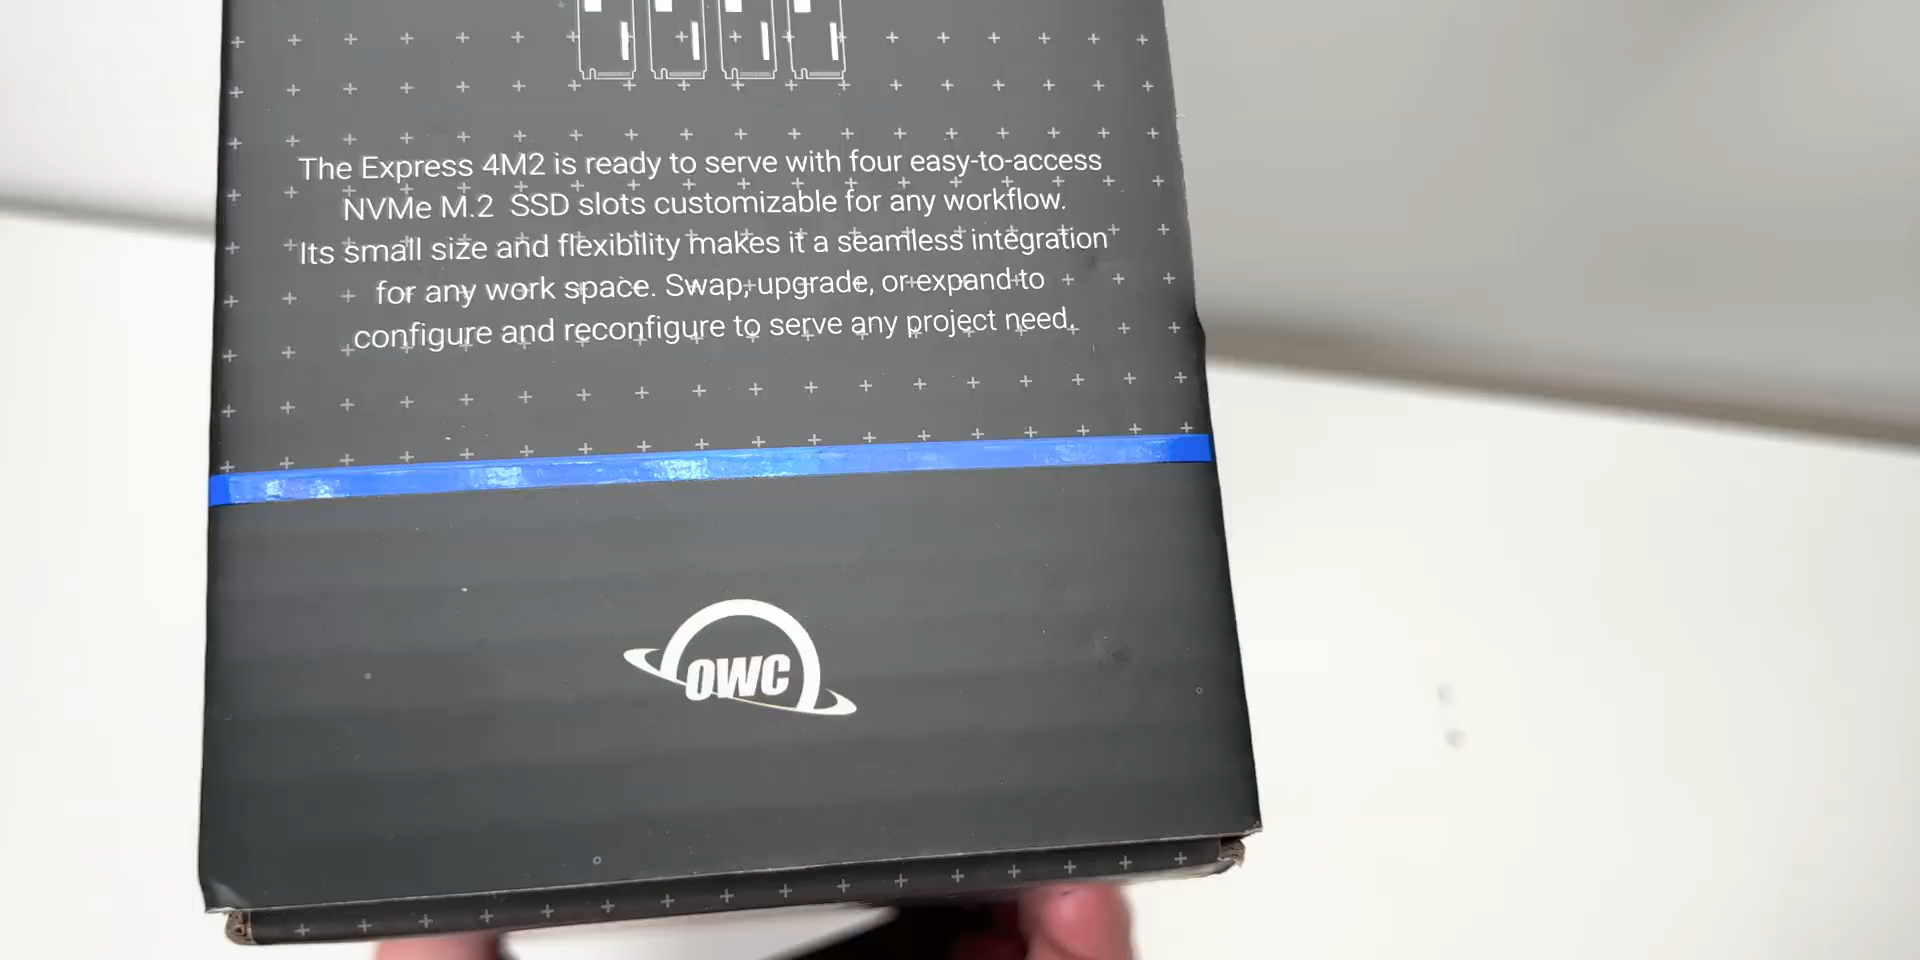 The Express 4M2 is ready to serve with four easy-to-access
NVMe M.2 SSD slots customizable for any workflow.
Its small size and flexibility makes it a seamless integration
for any work space. Swap, upgrade, or expand to
configure and reconfigure to serve any project need.
OWC